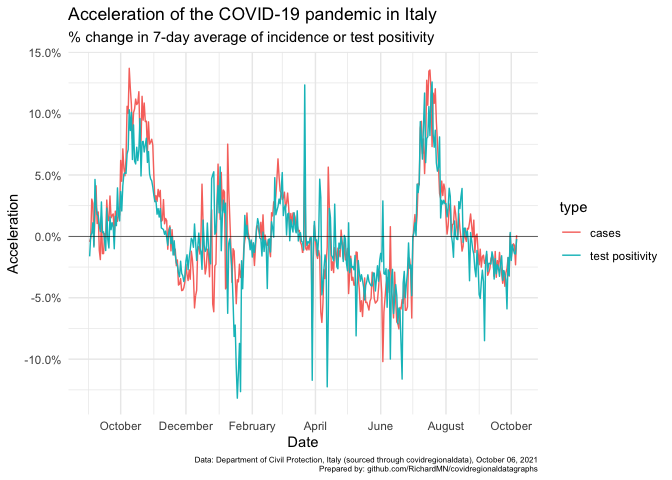 Acceleration of the COVID-19 pandemic in Italy
% change in 7-day average of incidence or test positivity
15.0%
10.0%
5.0%
0.0%
-5.0%
-10.0%
Acceleration
October December February April June August October
Date
type
cases
test positivity
Data: Department of Civil Protection, Italy (sourced through covidregionaldata), October 06, 2021
Prepared by: github.com/RichardMN/covidregionaldatagraphs